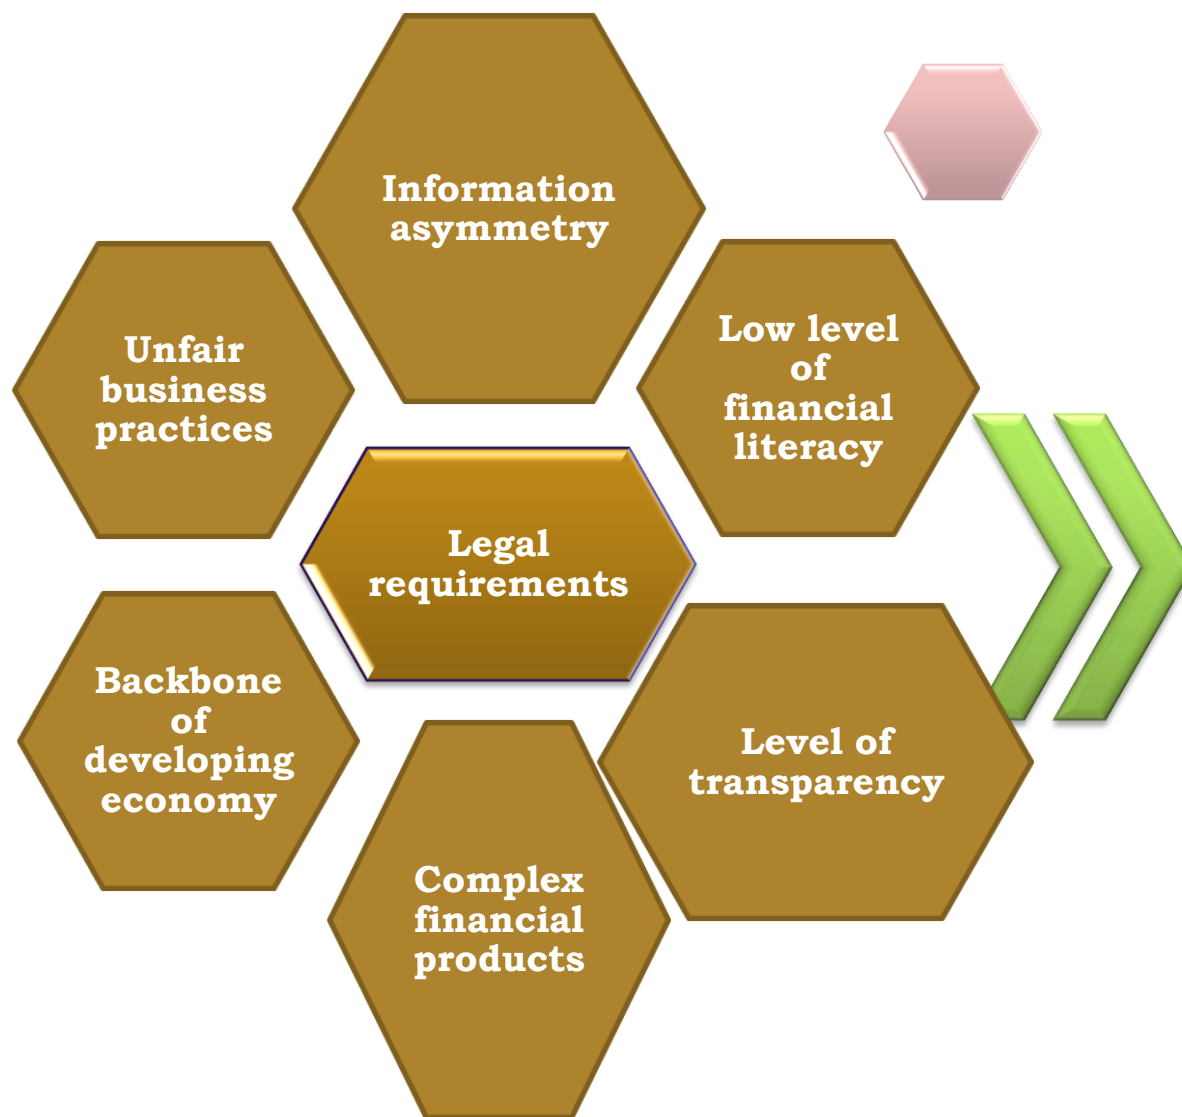 Information
asymmetry
Low level
of
financial
literacy
Unfair
business
practices
Legal
requirements
Backbone
of
developing
economy
Level of
transparency
Complex
financial
products